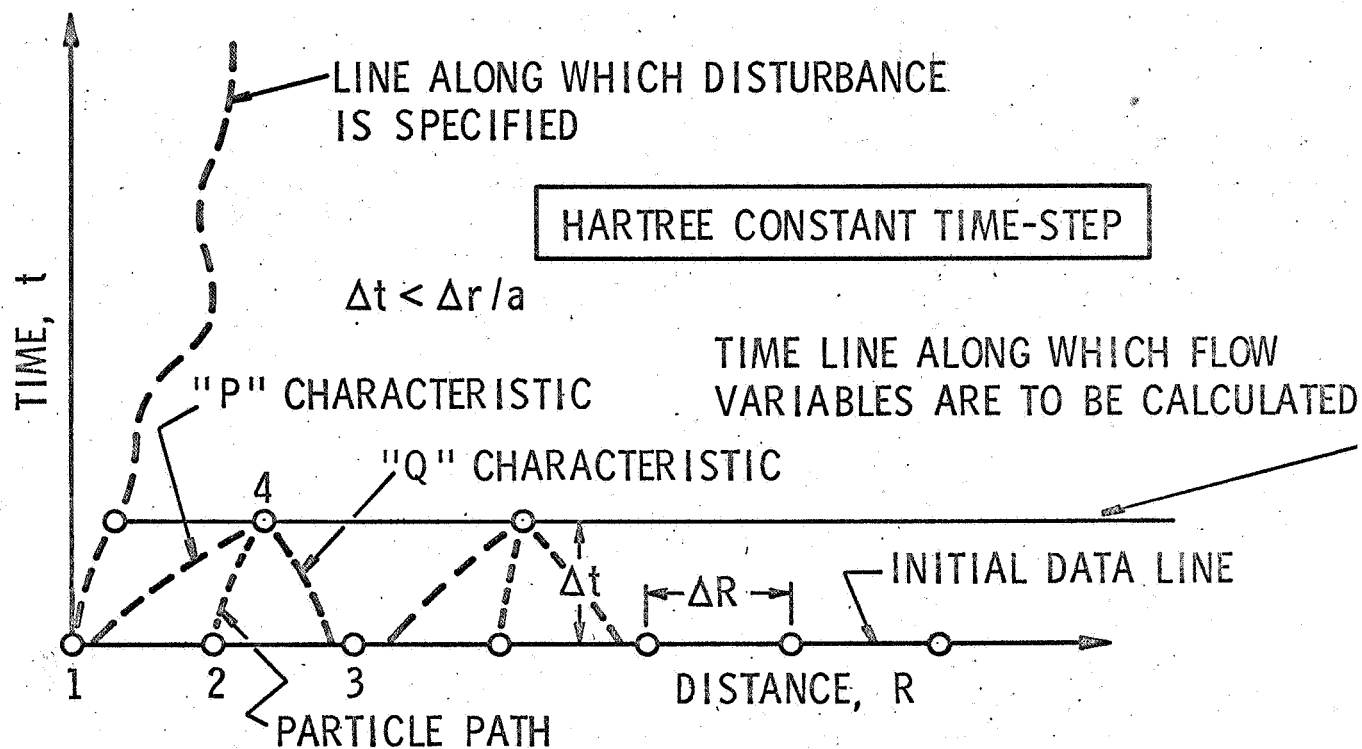 LINE ALONG WHICH DISTURBANCE
IS SPECIFIED
HARTREE CONSTANT TIME-STEP
Δt < Δr/a
TIME, t
TIME LINE ALONG WHICH FLOW
VARIABLES ARE TO BE CALCULATED
"P" CHARACTERISTIC
"Q" CHARACTERISTIC
4
Δt
ΔR
INITIAL DATA LINE
1
2
3
DISTANCE, R
PARTICLE PATH